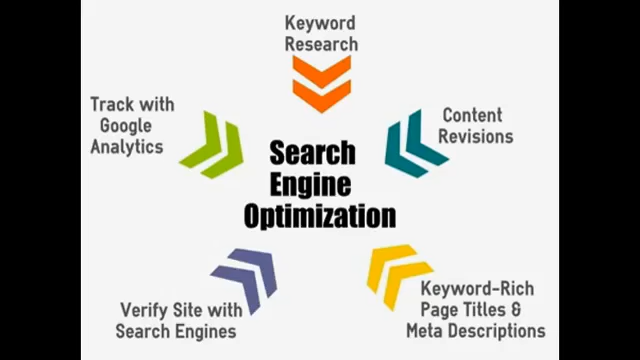 Keyword
Research
Track with
Google
Analytics
Content
Revisions
Search
Engine
Optimization
Verify Site with
Search Engines
Keyword-Rich
Page Titles &
Meta Descriptions